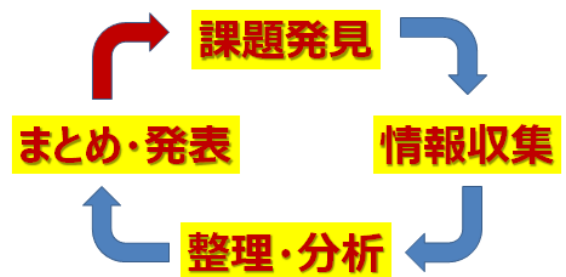 課題発見
情報収集
整理・分析
まとめ・発表